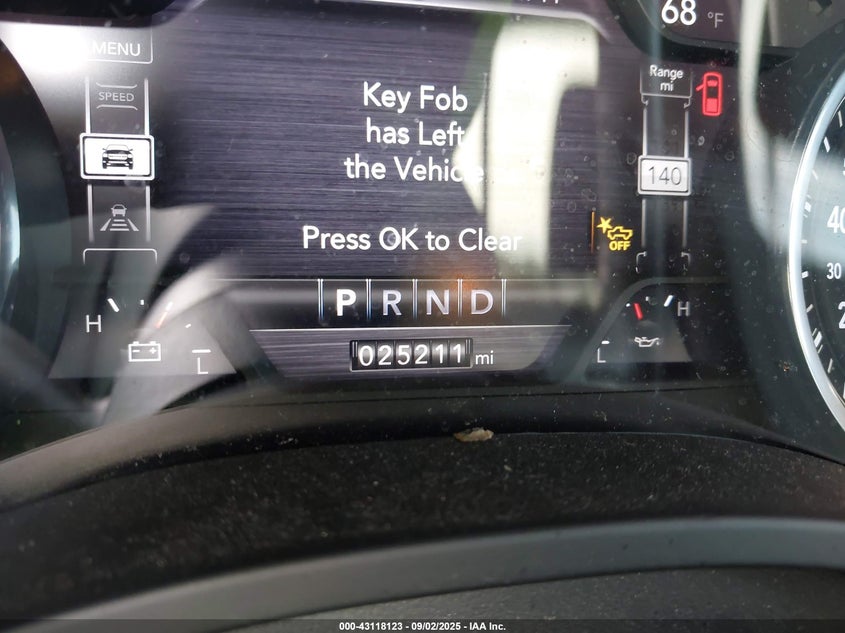 68 °F
MENU
SPEED
Range
mi
Key Fob
has Left
the Vehicle
140
Press OK to Clear
OFF
P R N D
H
L
H
L
025211 mi
40
30
000-43118123 - 09/02/2025 - IAA Inc.